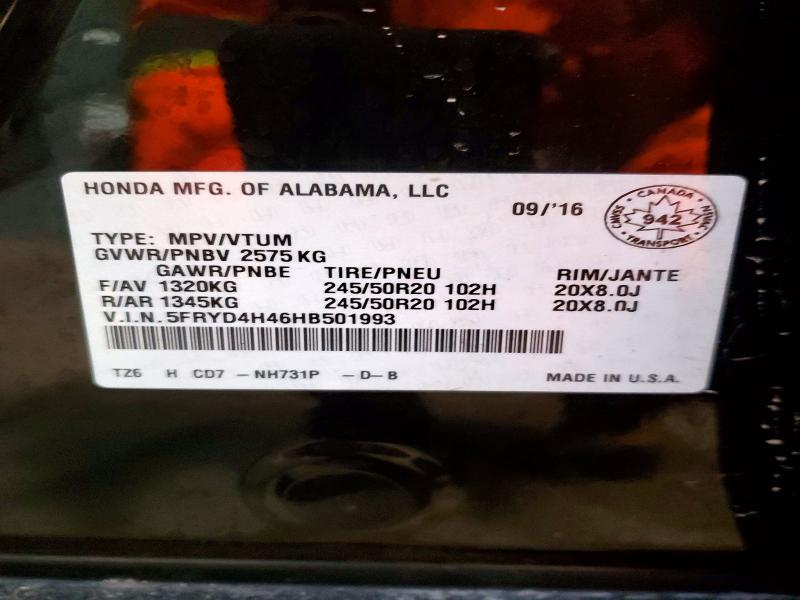 HONDA MFG. OF ALABAMA, LLC
09/'16
CANADA
CMVSS 942 NSVAC
TRANSPORT
TYPE: MPV/VTUM
GVWR/PNBV 2575 KG
GAWR/PNBE TIRE/PNEU RIM/JANTE
F/AV 1320KG 245/50R20 102H 20X8.0J
R/AR 1345KG 245/50R20 102H 20X8.0J
V.I.N. 5FRYD4H46HB501993
TZ6 H CD7 – NH731P – D – B MADE IN U.S.A.